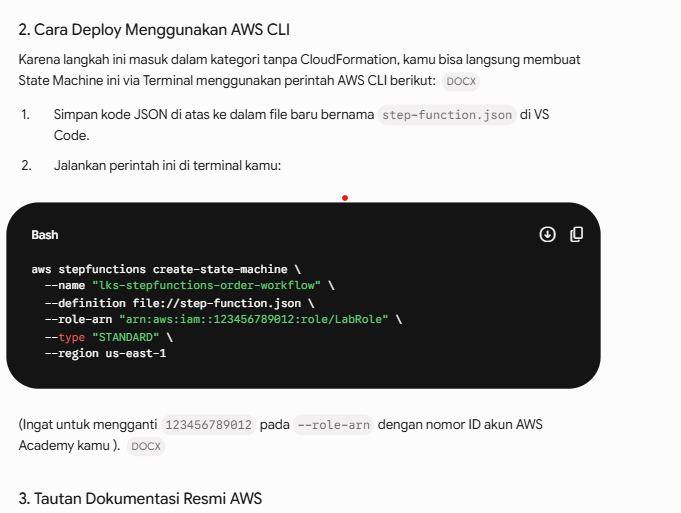 2. Cara Deploy Menggunakan AWS CLI
Karena langkah ini masuk dalam kategori tanpa CloudFormation, kamu bisa langsung membuat
State Machine ini via Terminal menggunakan perintah AWS CLI berikut: DOCX
1. Simpan kode JSON di atas ke dalam file baru bernama step-function.json di VS
Code.
2. Jalankan perintah ini di terminal kamu:
Bash
aws stepfunctions create-state-machine \
  --name "lks-stepfunctions-order-workflow" \
  --definition file://step-function.json \
  --role-arn "arn:aws:iam::123456789012:role/LabRole" \
  --type "STANDARD" \
  --region us-east-1
(Ingat untuk mengganti 123456789012 pada --role-arn dengan nomor ID akun AWS
Academy kamu ). DOCX
3. Tautan Dokumentasi Resmi AWS